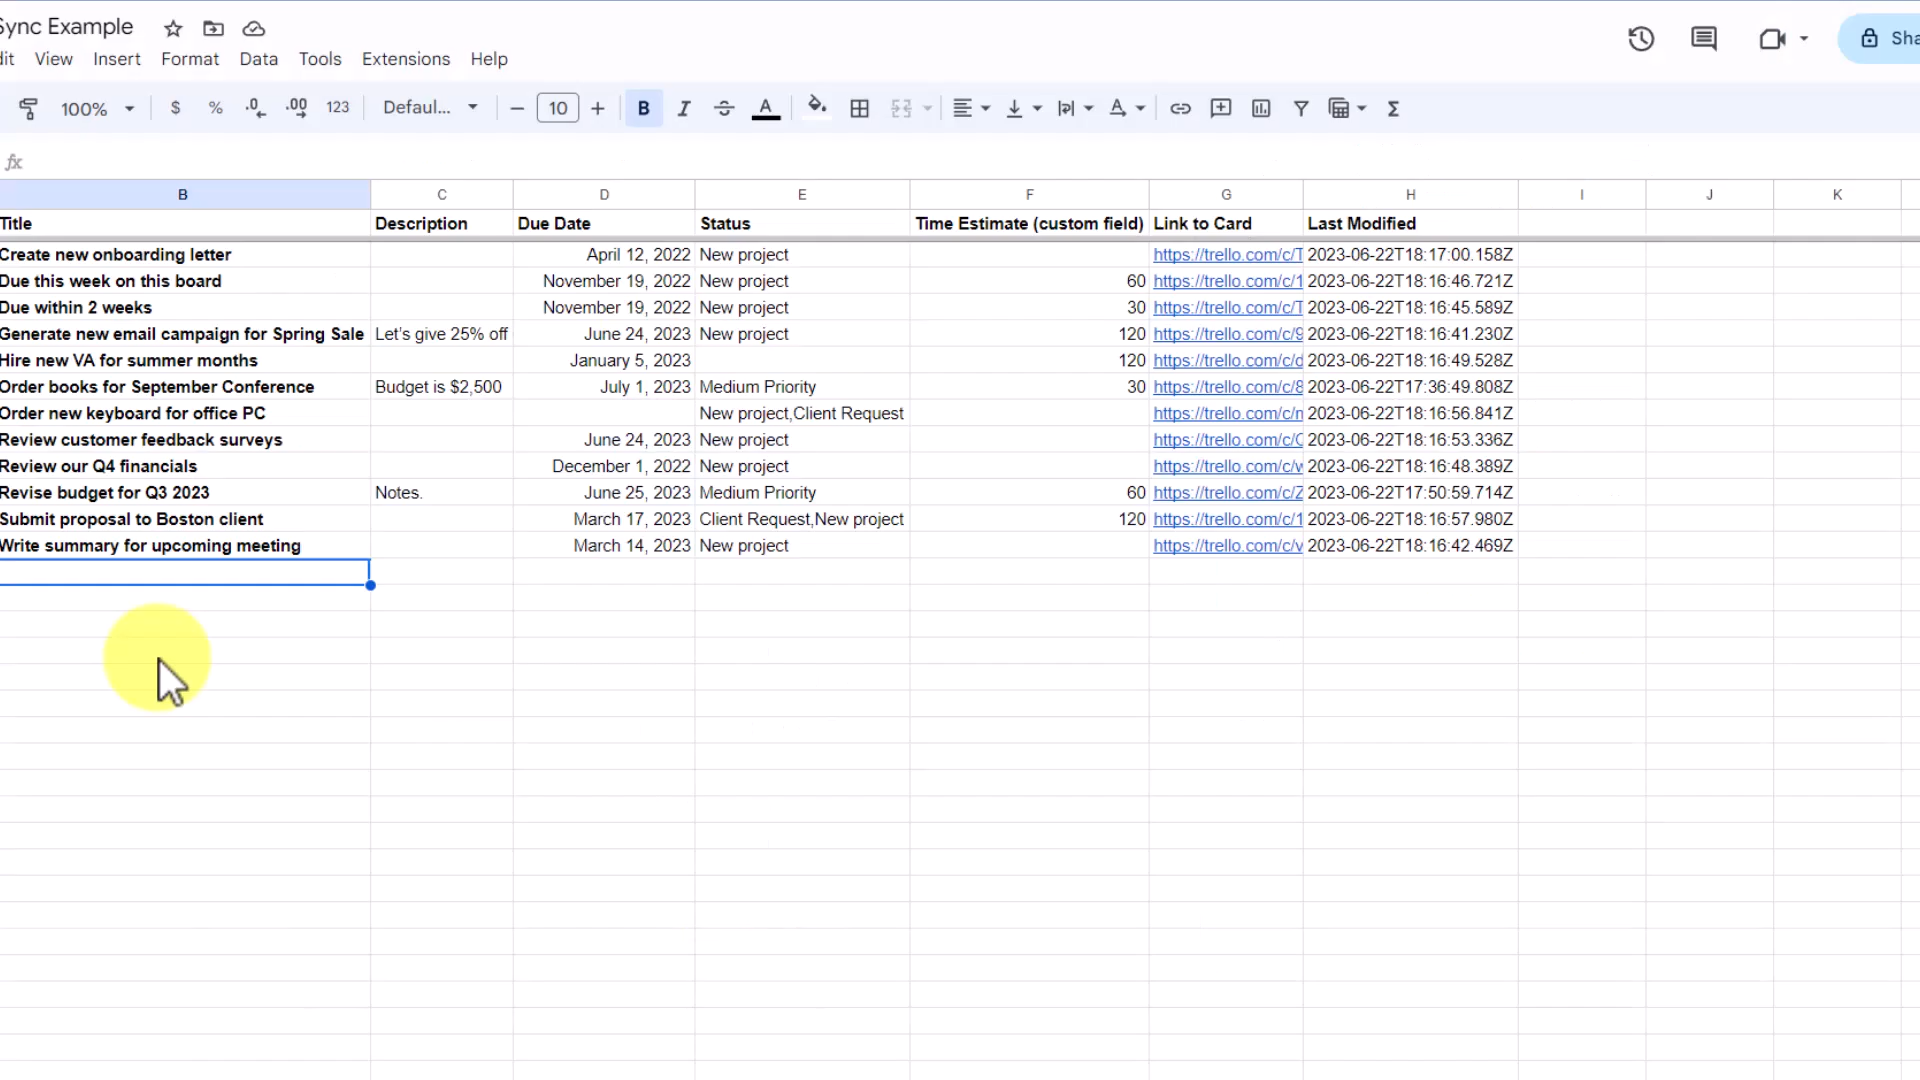 Sync Example
dit View Insert Format Data Tools Extensions Help
100% $ % .0 .00 123 Defaul... 10 B I A Σ
Sha
fx
B C D E F G H I J K
Title Description Due Date Status Time Estimate (custom field) Link to Card Last Modified
Create new onboarding letter April 12, 2022 New project https://trello.com/c/T 2023-06-22T18:17:00.158Z
Due this week on this board November 19, 2022 New project 60 https://trello.com/c/1 2023-06-22T18:16:46.721Z
Due within 2 weeks November 19, 2022 New project 30 https://trello.com/c/T 2023-06-22T18:16:45.589Z
Generate new email campaign for Spring Sale Let's give 25% off June 24, 2023 New project 120 https://trello.com/c/9 2023-06-22T18:16:41.230Z
Hire new VA for summer months January 5, 2023 120 https://trello.com/c/d 2023-06-22T18:16:49.528Z
Order books for September Conference Budget is $2,500 July 1, 2023 Medium Priority 30 https://trello.com/c/8 2023-06-22T17:36:49.808Z
Order new keyboard for office PC New project,Client Request https://trello.com/c/ 2023-06-22T18:16:56.841Z
Review customer feedback surveys June 24, 2023 New project https://trello.com/c/ 2023-06-22T18:16:53.336Z
Review our Q4 financials December 1, 2022 New project https://trello.com/c/ 2023-06-22T18:16:48.389Z
Revise budget for Q3 2023 Notes. June 25, 2023 Medium Priority 60 https://trello.com/c/Z 2023-06-22T17:50:59.714Z
Submit proposal to Boston client March 17, 2023 Client Request,New project 120 https://trello.com/c/1 2023-06-22T18:16:57.980Z
Write summary for upcoming meeting March 14, 2023 New project https://trello.com/c/v 2023-06-22T18:16:42.469Z